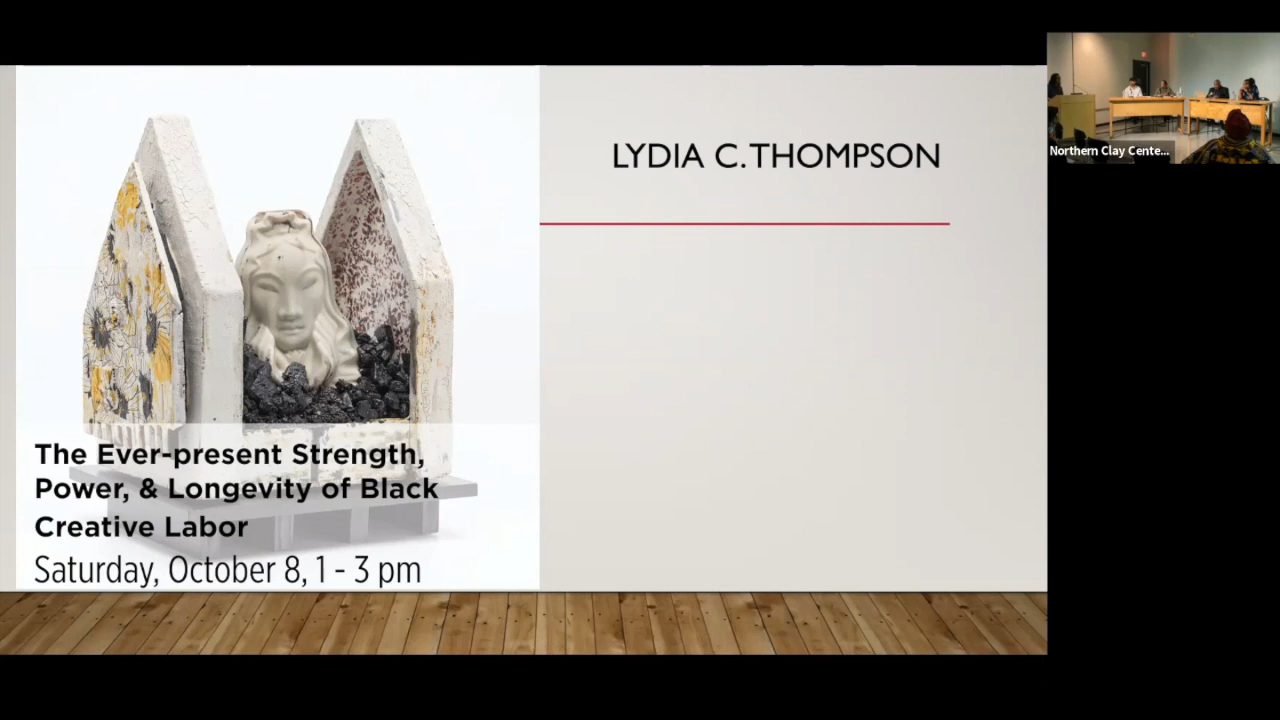 LYDIA C. THOMPSON
The Ever-present Strength,
Power, & Longevity of Black
Creative Labor
Saturday, October 8, 1 - 3 pm
Northern Clay Cente...